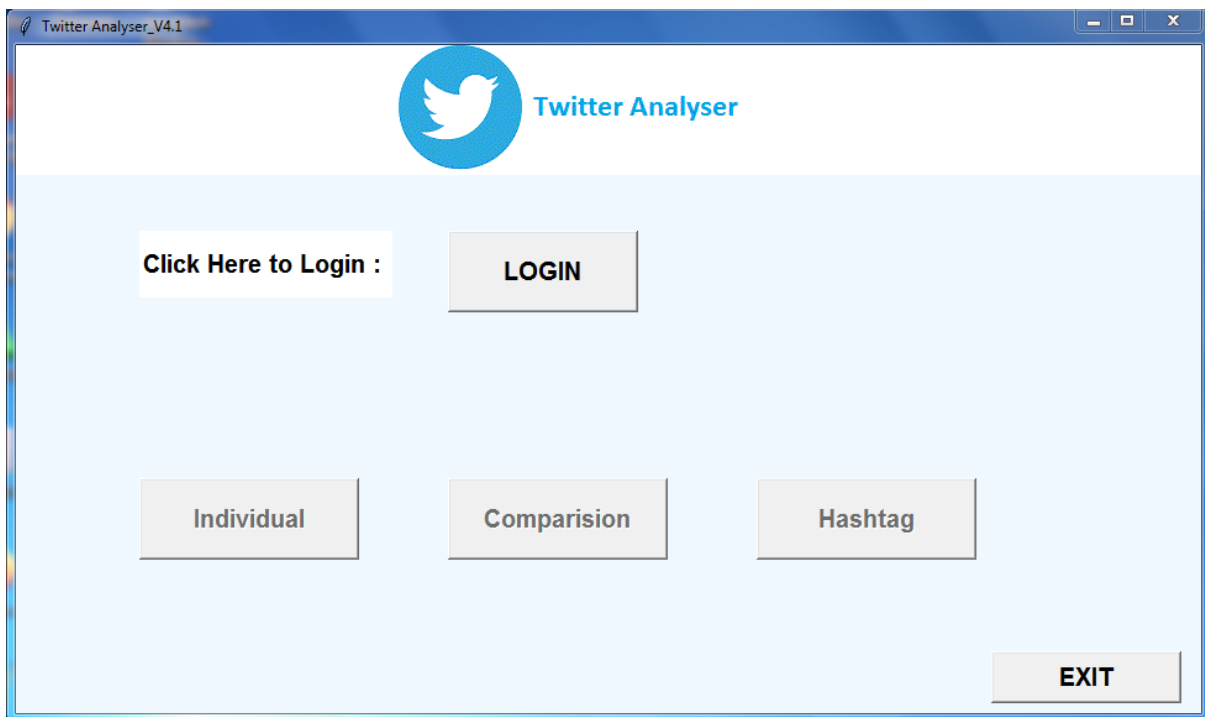 Twitter Analyser_V4.1
Twitter Analyser
Click Here to Login :
LOGIN
Individual
Comparision
Hashtag
EXIT